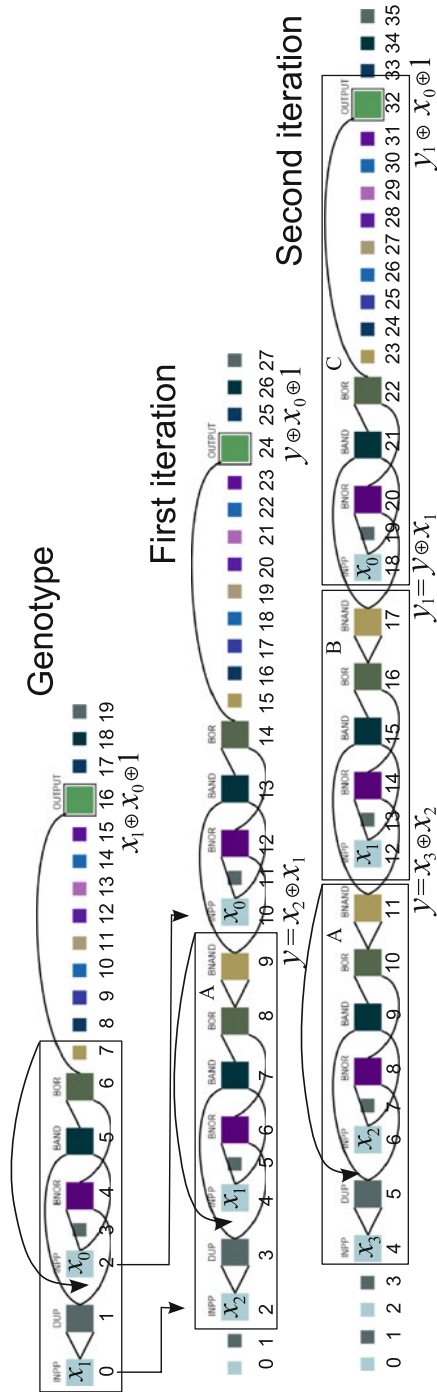 Genotype
INPP DUP INPP BNOR BAND BOR OUTPUT
x₁ x₀
0 1 2 3 4 5 6 7 8 9 10 11 12 13 14 15 16 17 18 19
x₁⊕x₀⊕1
First iteration
INPP DUP INPP BNOR BAND BOR BNAND INPP BNOR BAND BOR OUTPUT
x₂ x₁ A x₀
0 1 2 3 4 5 6 7 8 9 10 11 12 13 14 15 16 17 18 19 20 21 22 23 24 25 26 27
y=x₂⊕x₁ y⊕x₀⊕1
Second iteration
INPP DUP INPP BNOR BAND BOR BNAND INPP BNOR BAND BOR BNAND INPP BNOR BAND BOR OUTPUT
x₃ x₂ A x₁ B x₀ C
0 1 2 3 4 5 6 7 8 9 10 11 12 13 14 15 16 17 18 19 20 21 22 23 24 25 26 27 28 29 30 31 32 33 34 35
y=x₃⊕x₂ y₁=y⊕x₁ y₁⊕x₀⊕1